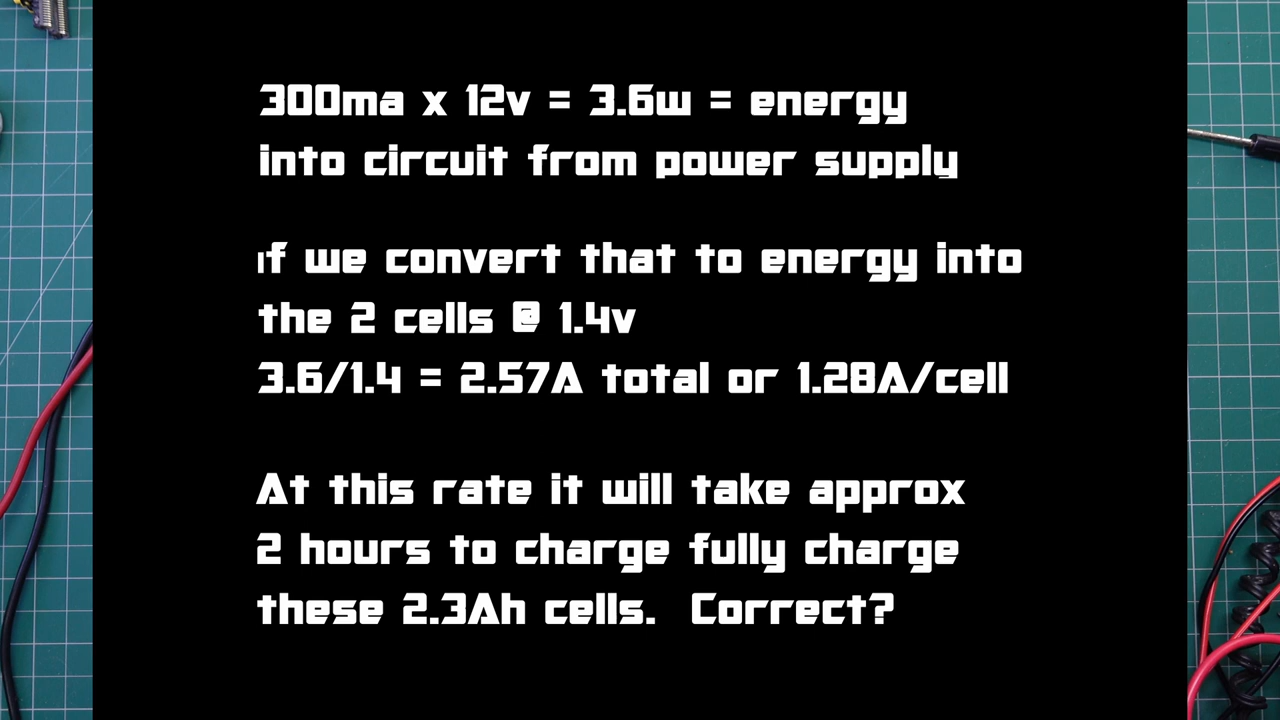 300ma x 12v = 3.6w = energy
into circuit from power supply
if we convert that to energy into
the 2 cells @ 1.4v
3.6/1.4 = 2.57A total or 1.28A/cell
At this rate it will take approx
2 hours to charge fully charge
these 2.3Ah cells. Correct?